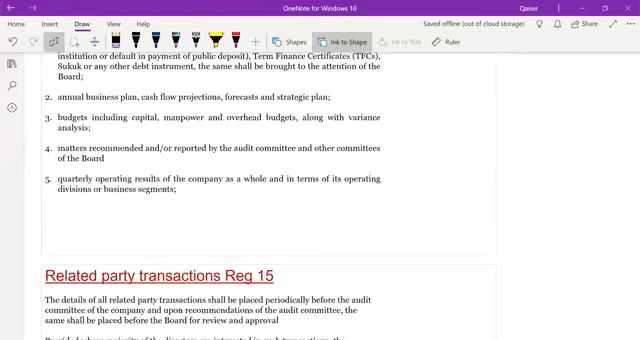 OneNote for Windows 10
Qaiser
Home
Insert
Draw
View
Help
Saved offline (out of cloud storage)
Share
Shapes
Ink to Shape
Ink to Text
Ruler
institution or default in payment of public deposit), Term Finance Certificates (TFCs),
Sukuk or any other debt instrument, the same shall be brought to the attention of the
Board;
2. annual business plan, cash flow projections, forecasts and strategic plan;
3. budgets including capital, manpower and overhead budgets, along with variance
analysis;
4. matters recommended and/or reported by the audit committee and other committees
of the Board
5. quarterly operating results of the company as a whole and in terms of its operating
divisions or business segments;
Related party transactions Reg 15
The details of all related party transactions shall be placed periodically before the audit
committee of the company and upon recommendations of the audit committee, the
same shall be placed before the Board for review and approval